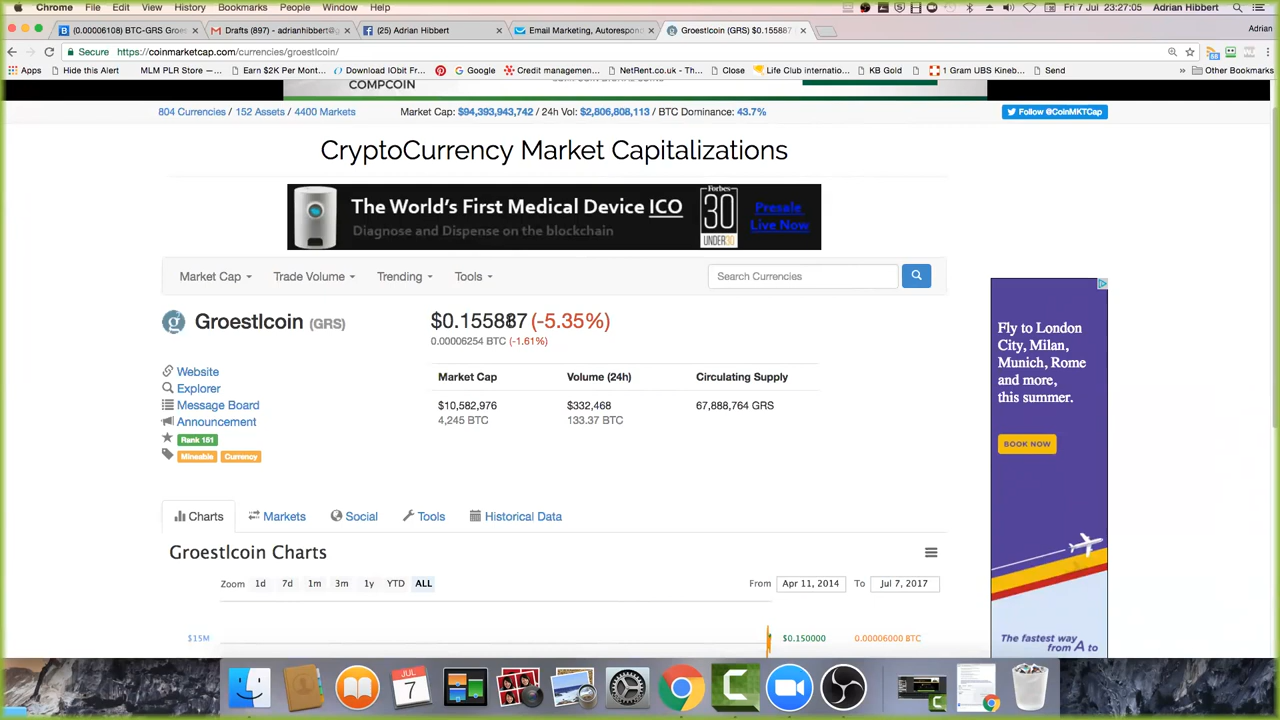 Chrome File Edit View History Bookmarks People Window Help
Fri 7 Jul 23:27:05 Adrian Hibbert
(0.00006108) BTC-GRS Groes
Drafts (897) - adrianhibbert@
(25) Adrian Hibbert
Email Marketing, Autorespond
Groestlcoin (GRS) $0.155887
Adrian
Secure https://coinmarketcap.com/currencies/groestlcoin/
Apps Hide this Alert MLM PLR Store —... Earn $2K Per Mont... Download IObit Fr... Google Credit managemen... NetRent.co.uk - Th... Close Life Club internatio... KB Gold 1 Gram UBS Kineb... Send » Other Bookmarks
COMPCOIN
804 Currencies / 152 Assets / 4400 Markets
Market Cap: $94,393,943,742 / 24h Vol: $2,806,808,113 / BTC Dominance: 43.7%
Follow @CoinMKTCap
CryptoCurrency Market Capitalizations
The World's First Medical Device ICO
Diagnose and Dispense on the blockchain
Forbes
30
UNDER30
Presale
Live Now
Market Cap Trade Volume Trending Tools
Search Currencies
Groestlcoin (GRS)
$0.155887 (-5.35%)
0.00006254 BTC (-1.61%)
Website
Explorer
Message Board
Announcement
Rank 151
Mineable Currency
Market Cap Volume (24h) Circulating Supply
$10,582,976 $332,468 67,888,764 GRS
4,245 BTC 133.37 BTC
Fly to London
City, Milan,
Munich, Rome
and more,
this summer.
BOOK NOW
The fastest way
from A to
Charts Markets Social Tools Historical Data
Groestlcoin Charts
Zoom 1d 7d 1m 3m 1y YTD ALL
From Apr 11, 2014 To Jul 7, 2017
$15M $0.150000 0.00006000 BTC
JUL
7